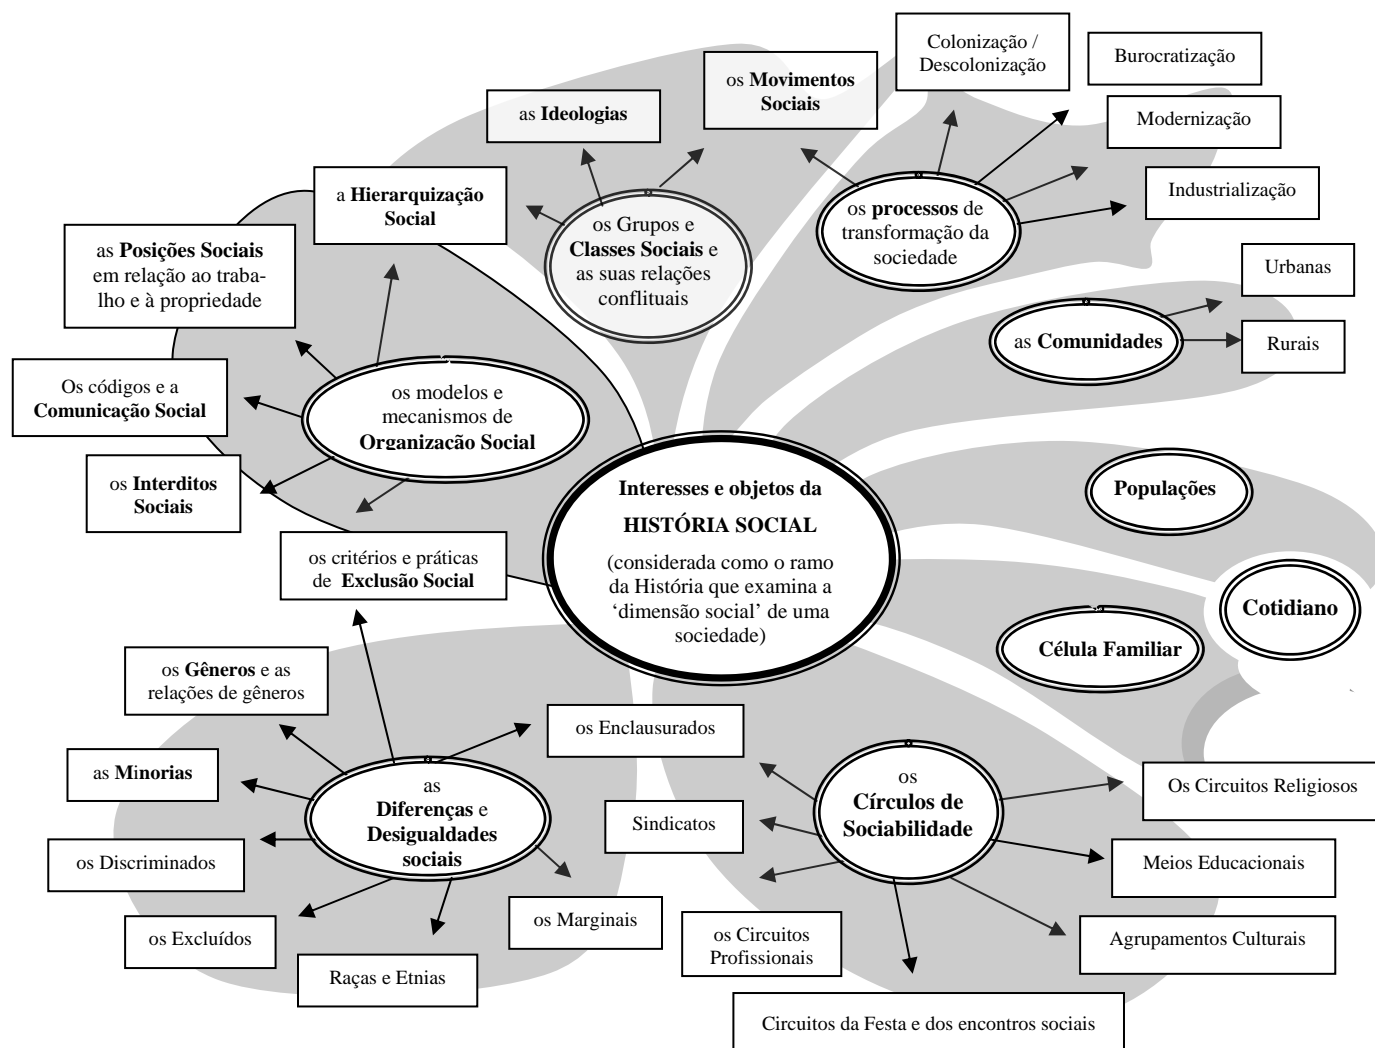 Colonização /
Descolonização
Burocratização
os Movimentos
Sociais
as Ideologias
Modernização
a Hierarquização
Social
Industrialização
os processos de
transformação da
sociedade
os Grupos e
Classes Sociais e
as suas relações
conflituais
as Posições Sociais
em relação ao traba-
lho e à propriedade
Urbanas
as Comunidades
Rurais
Os códigos e a
Comunicação Social
os modelos e
mecanismos de
Organização Social
os Interditos
Sociais
Populações
Interesses e objetos da
HISTÓRIA SOCIAL
(considerada como o ramo
da História que examina a
‘dimensão social’ de uma
sociedade)
os critérios e práticas
de Exclusão Social
Cotidiano
Célula Familiar
os Gêneros e as
relações de gêneros
os Enclausurados
as Minorias
as
Diferenças e
Desigualdades
sociais
os
Círculos de
Sociabilidade
Os Circuitos Religiosos
Sindicatos
os Discriminados
Meios Educacionais
os Marginais
os Excluídos
os Circuitos
Profissionais
Agrupamentos Culturais
Raças e Etnias
Circuitos da Festa e dos encontros sociais